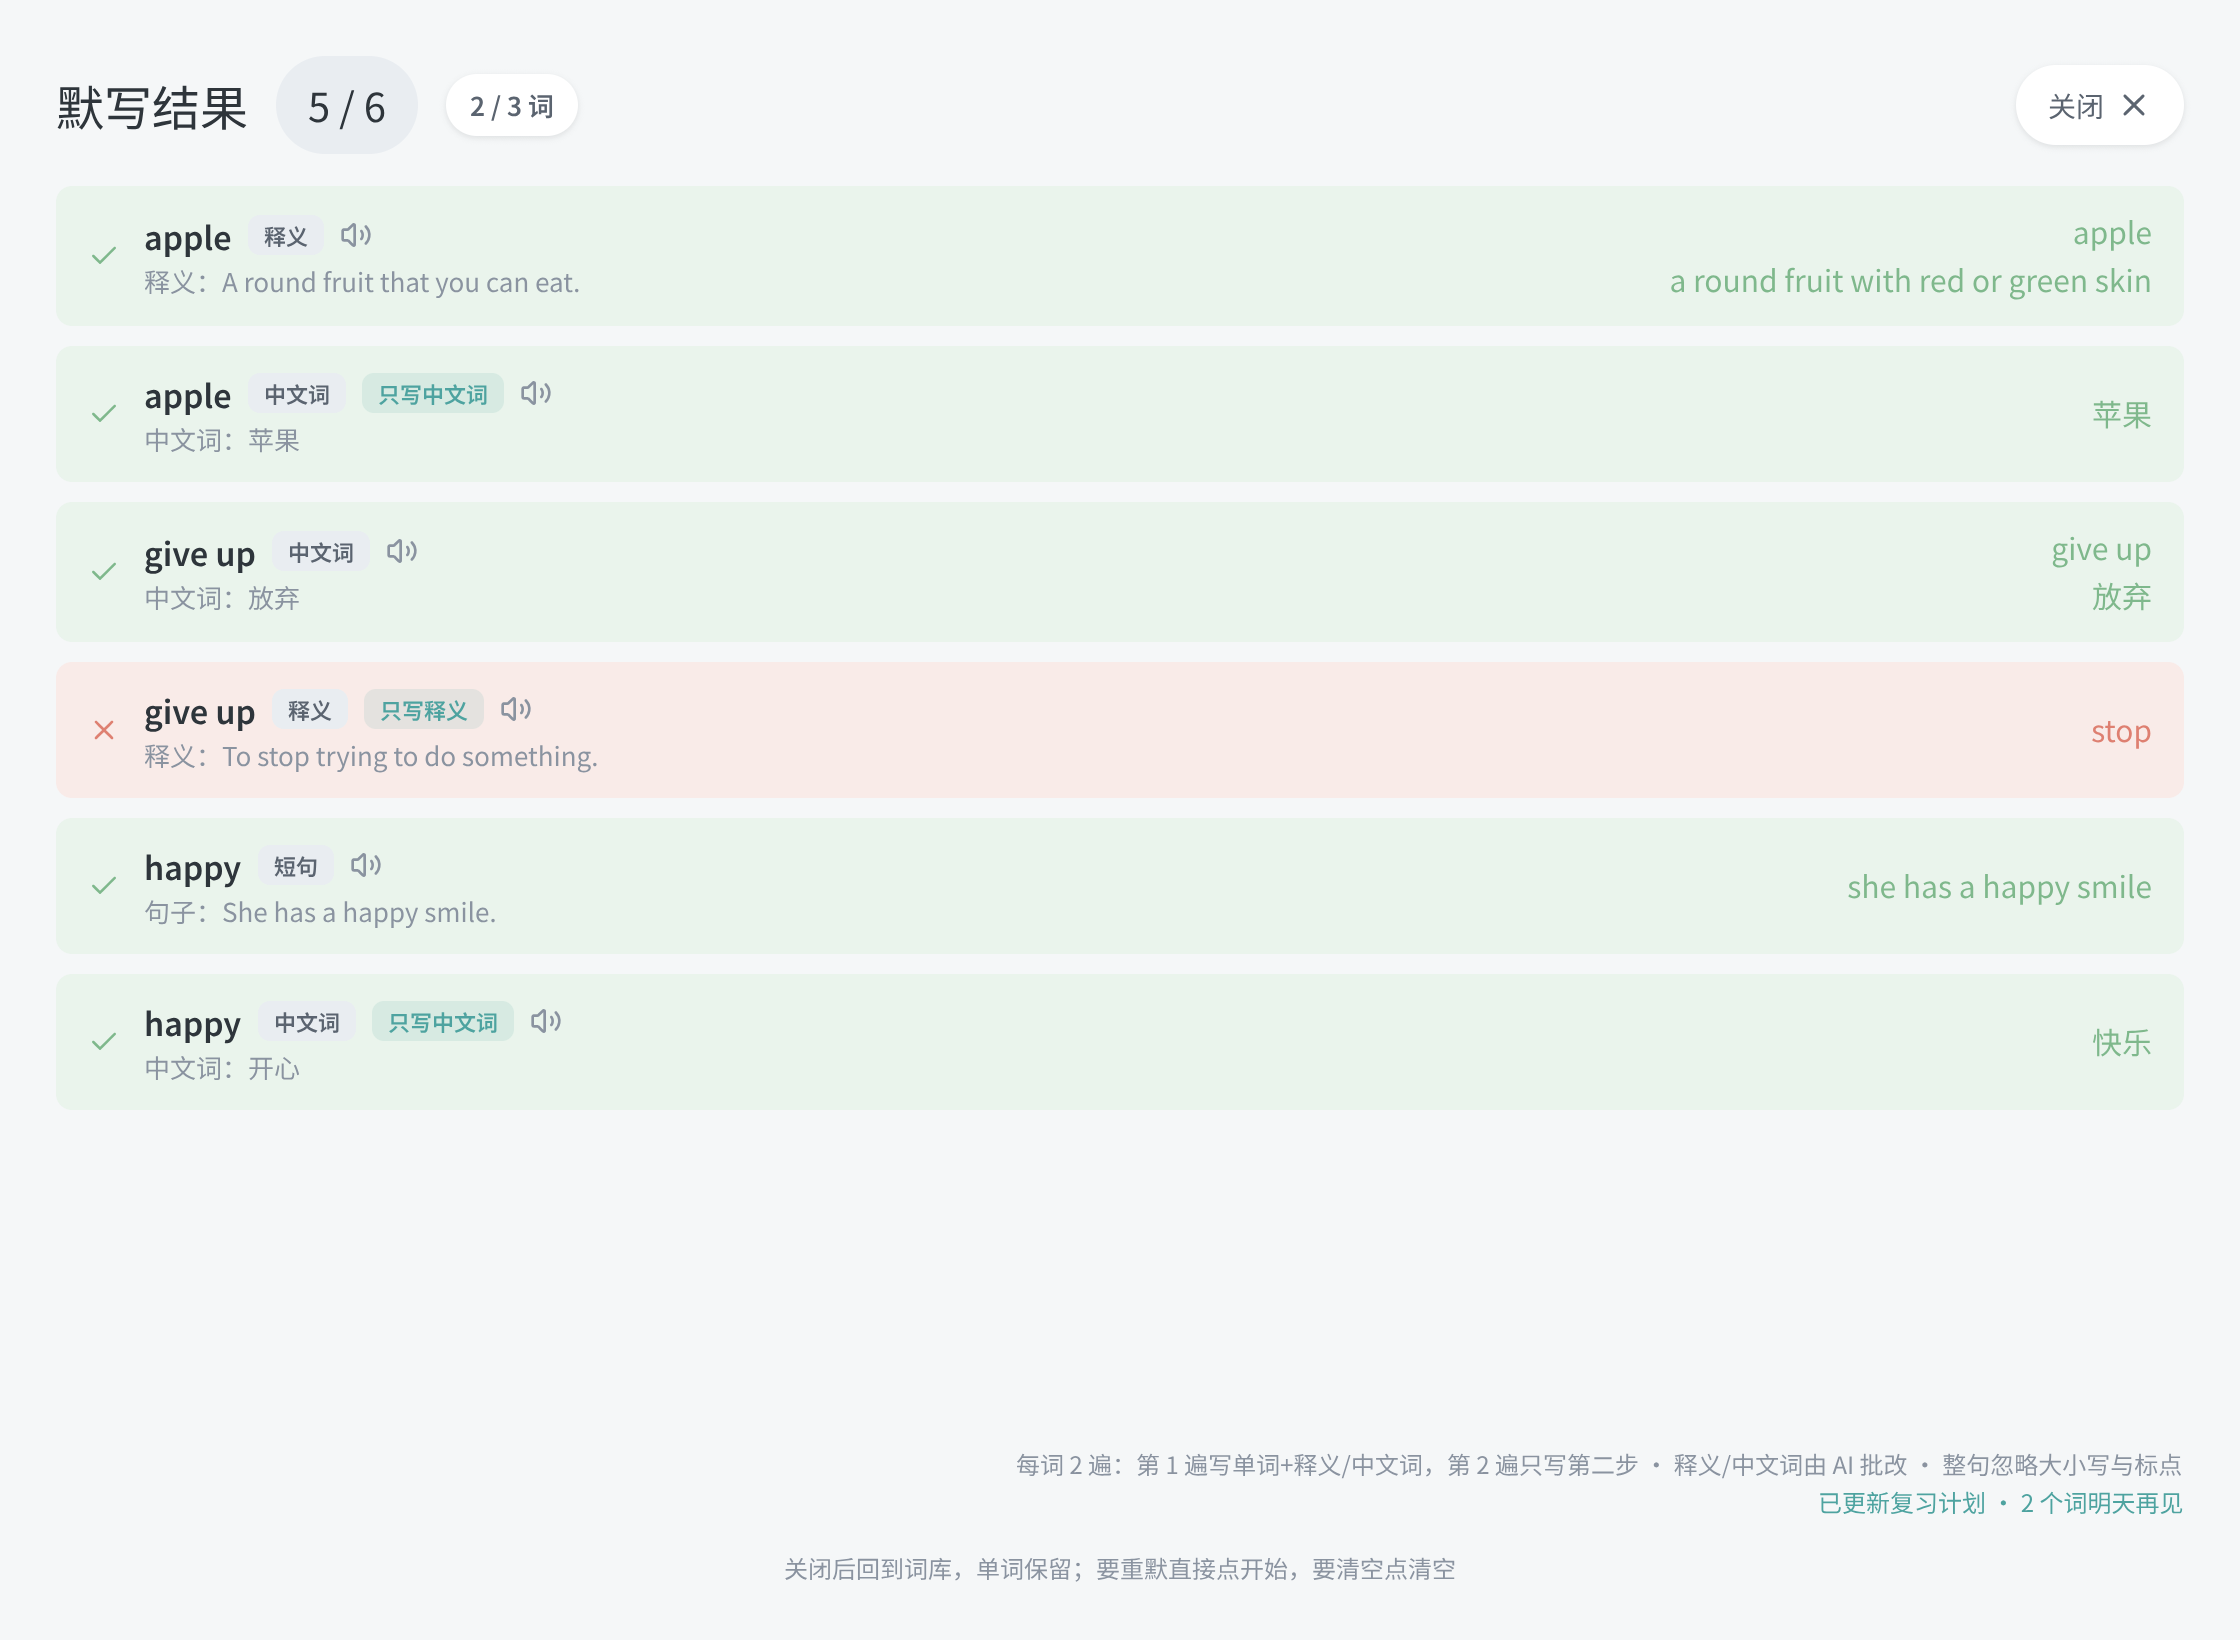 默写结果 5 / 6 2 / 3 词 关闭
apple 释义
释义：A round fruit that you can eat.
apple
a round fruit with red or green skin
apple 中文词 只写中文词
中文词：苹果
苹果
give up 中文词
中文词：放弃
give up
放弃
give up 释义 只写释义
释义：To stop trying to do something.
stop
happy 短句
句子：She has a happy smile.
she has a happy smile
happy 中文词 只写中文词
中文词：开心
快乐
每词 2 遍：第 1 遍写单词+释义/中文词，第 2 遍只写第二步 · 释义/中文词由 AI 批改 · 整句忽略大小写与标点
已更新复习计划 · 2 个词明天再见
关闭后回到词库，单词保留；要重默直接点开始，要清空点清空